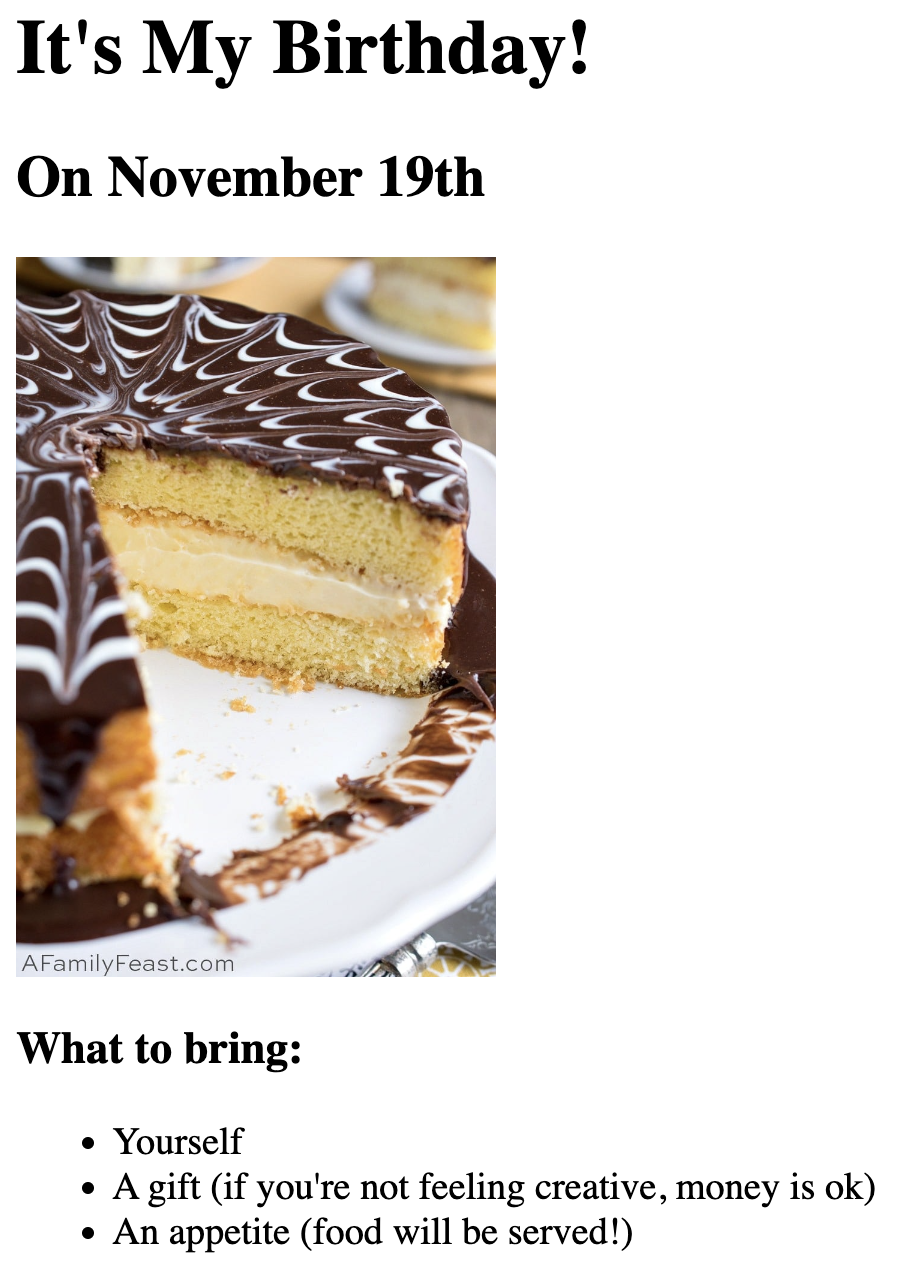 It's My Birthday!
On November 19th
AFamilyFeast.com
What to bring:
• Yourself
• A gift (if you're not feeling creative, money is ok)
• An appetite (food will be served!)